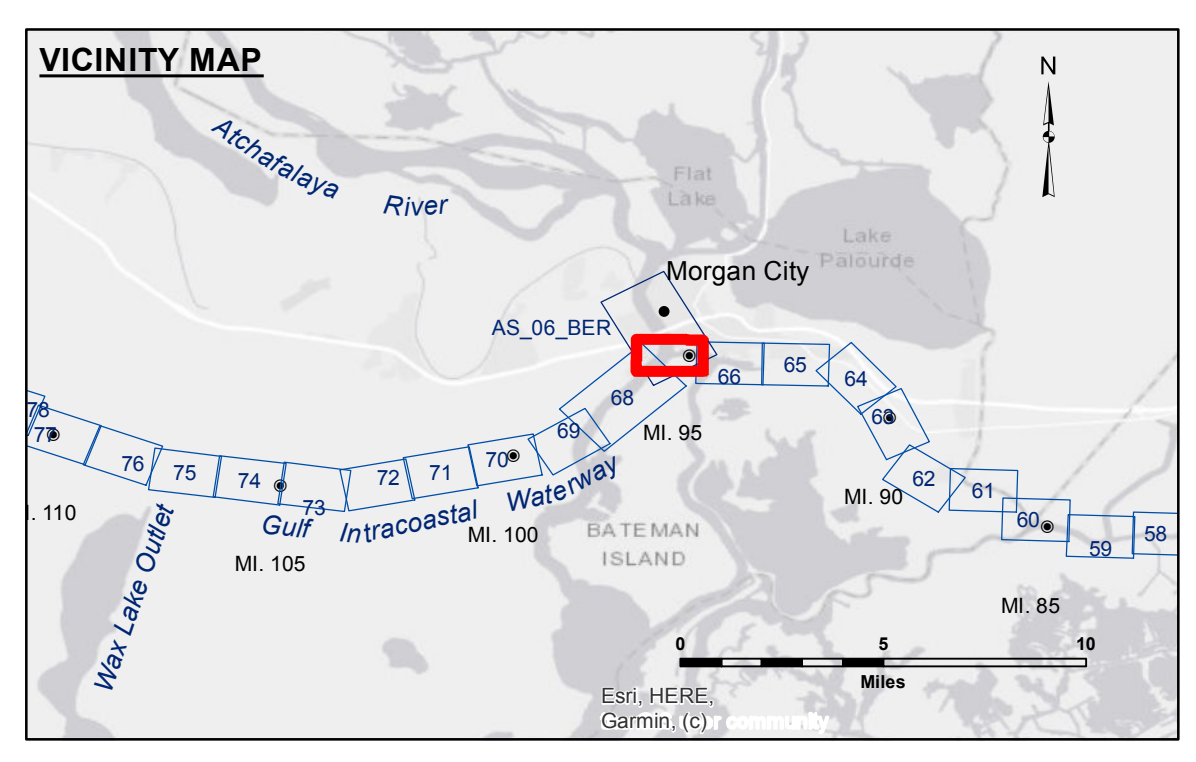 VICINITY MAP
N
Atchafalaya
River
Flat
Lake
Lake
Palourde
Morgan City
AS_06_BER
66
65
64
63
62
61
60
59
58
68
69
70
71
72
73
74
75
76
77
78
MI. 95
MI. 90
MI. 85
MI. 100
MI. 105
I. 110
Gulf Intracoastal Waterway
Wax Lake Outlet
BATEMAN
ISLAND
0 5 10
Miles
Esri, HERE,
Garmin, (c)
r community